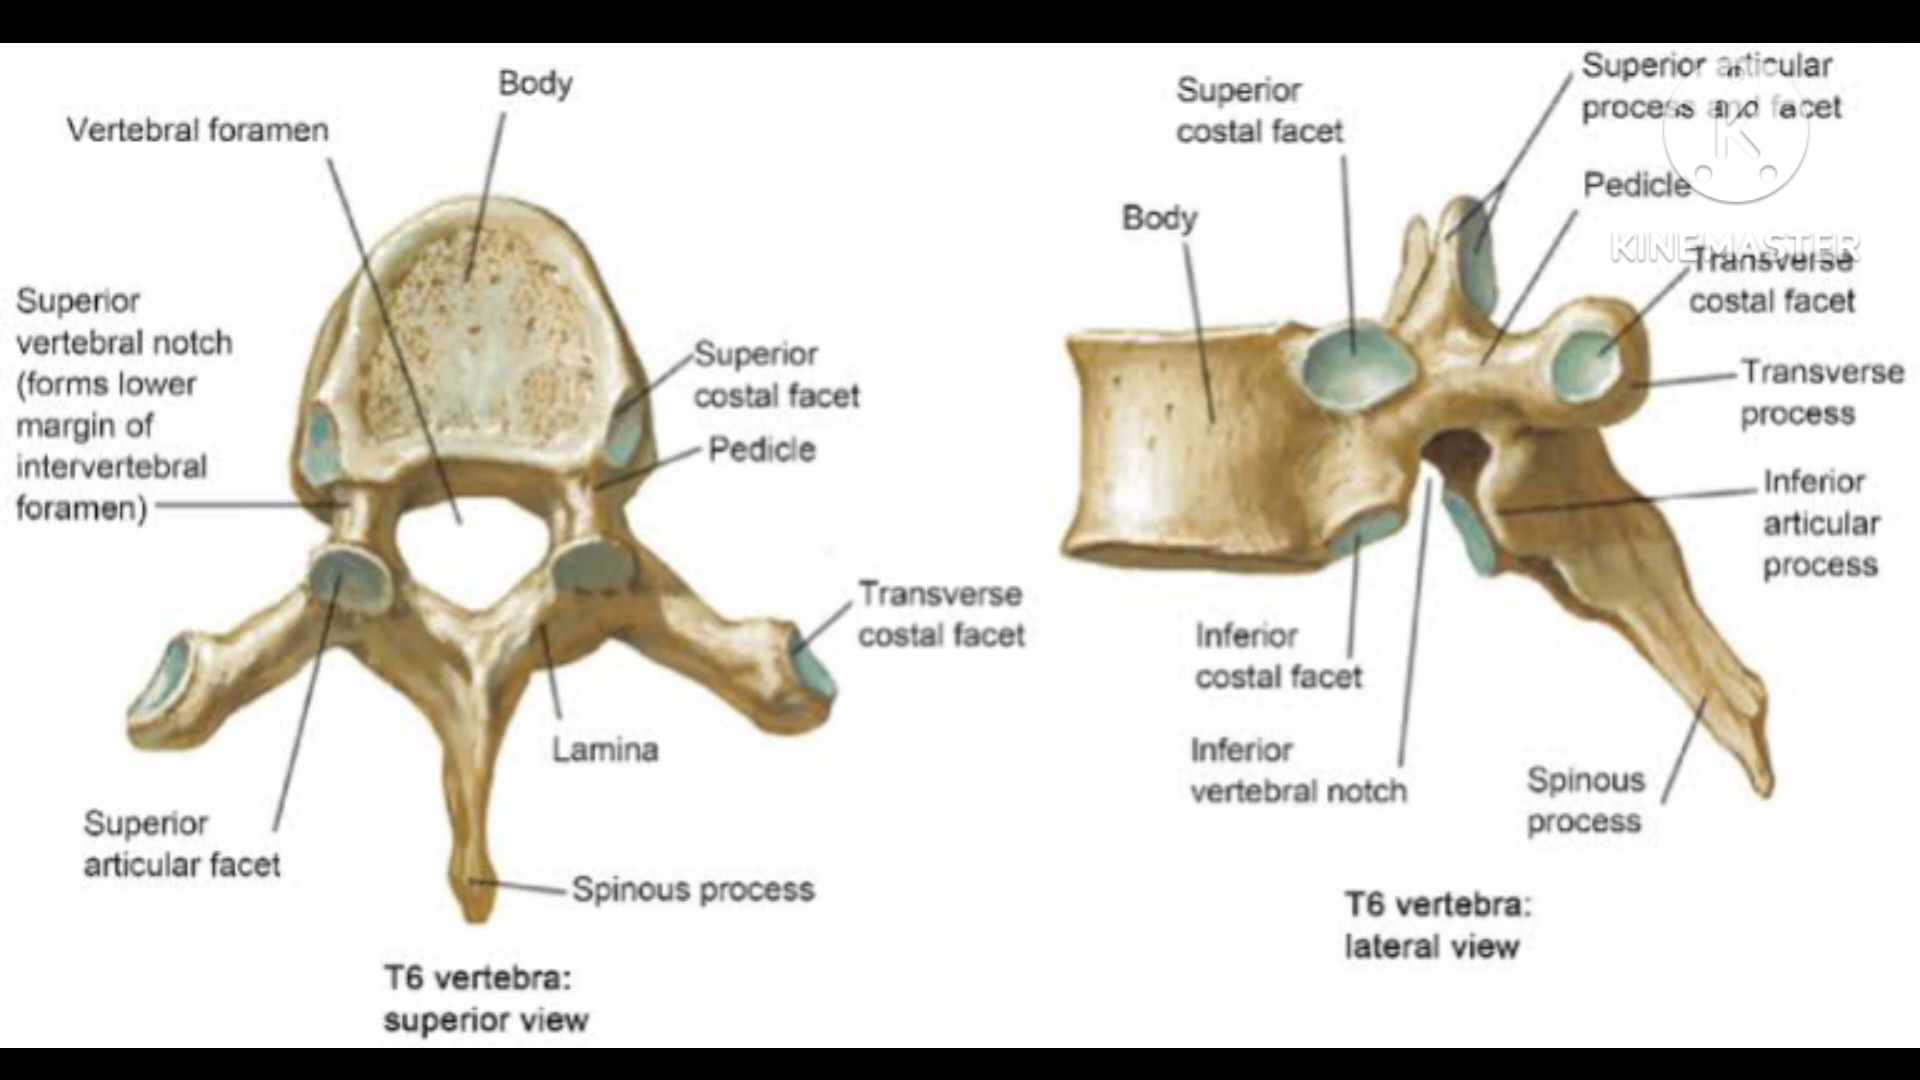 Body
Vertebral foramen
Superior
vertebral notch
(forms lower
margin of
intervertebral
foramen)
Superior
costal facet
Pedicle
Transverse
costal facet
Lamina
Superior
articular facet
Spinous process
T6 vertebra:
superior view
Superior
costal facet
Superior articular
process and facet
Body
Pedicle
KINEMASTER
Transverse
costal facet
Transverse
process
Inferior
articular
process
Inferior
costal facet
Inferior
vertebral notch
Spinous
process
T6 vertebra:
lateral view